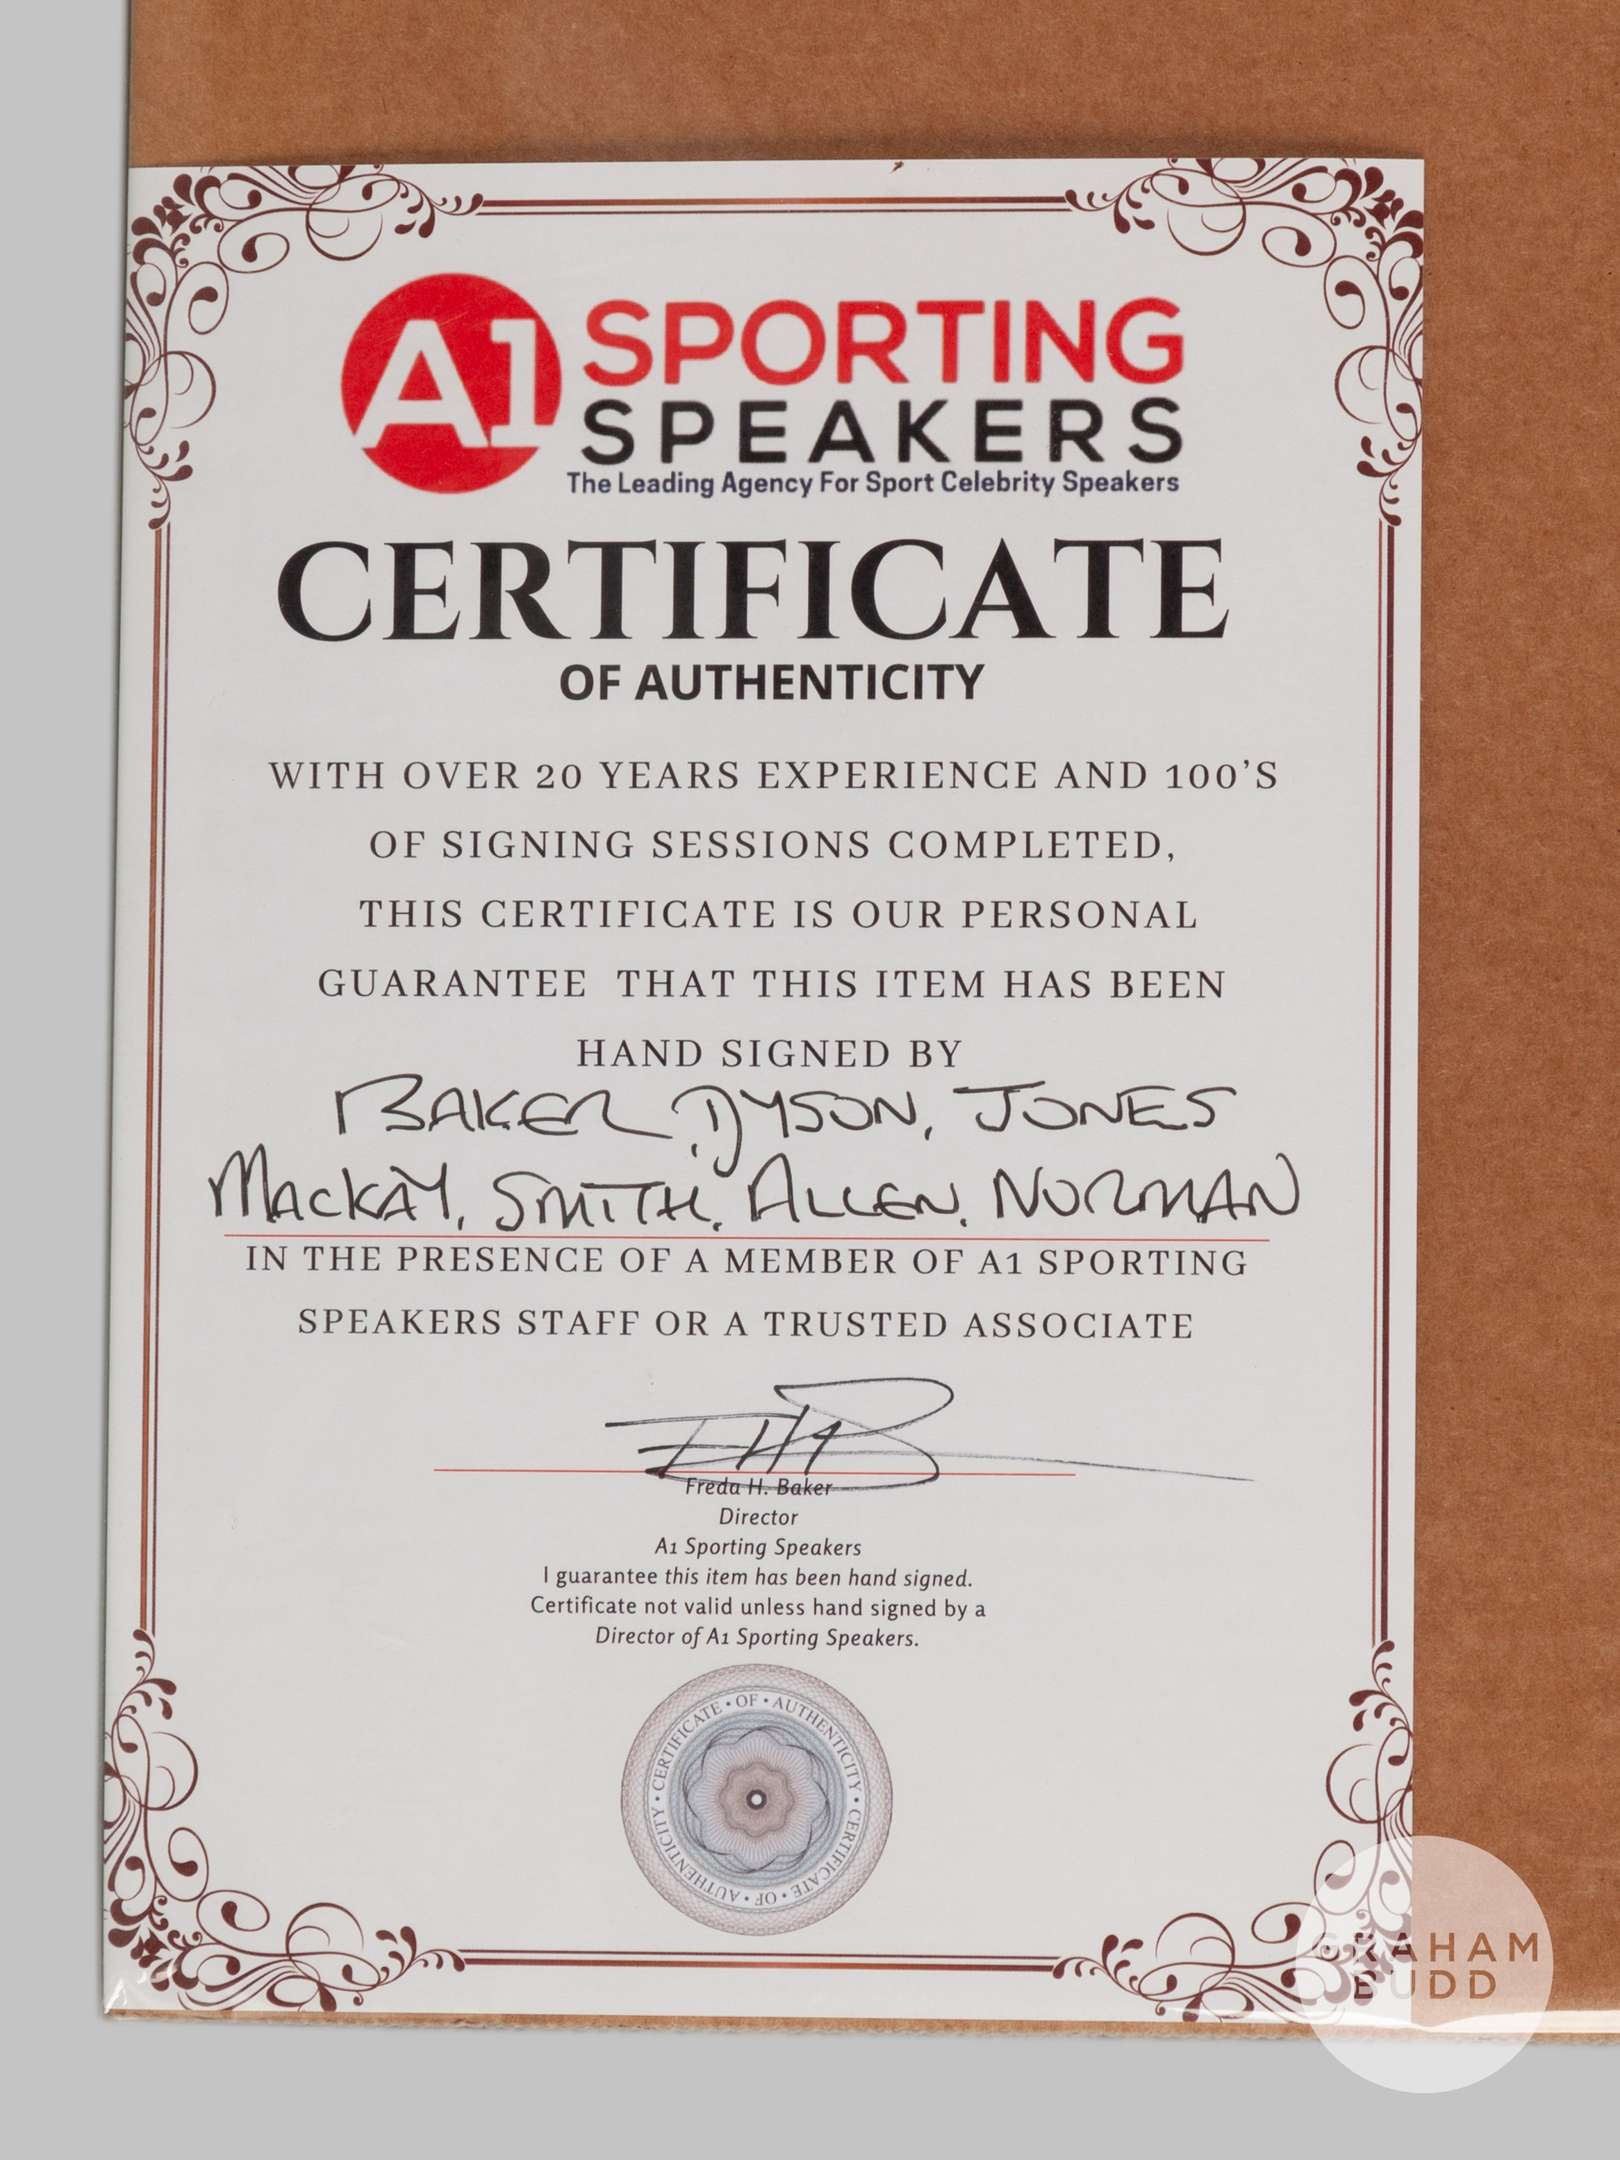 A1 SPORTING
SPEAKERS
The Leading Agency For Sport Celebrity Speakers
CERTIFICATE
OF AUTHENTICITY
WITH OVER 20 YEARS EXPERIENCE AND 100'S
OF SIGNING SESSIONS COMPLETED,
THIS CERTIFICATE IS OUR PERSONAL
GUARANTEE THAT THIS ITEM HAS BEEN
HAND SIGNED BY
BAKER, DYSON, JONES
MACKAY, SMITH, ALLEN, NORMAN
IN THE PRESENCE OF A MEMBER OF A1 SPORTING
SPEAKERS STAFF OR A TRUSTED ASSOCIATE
Freda H. Baker
Director
A1 Sporting Speakers
I guarantee this item has been hand signed.
Certificate not valid unless hand signed by a
Director of A1 Sporting Speakers.
CERTIFICATE • OF • AUTHENTICITY • CERTIFICATE • OF • AUTHENTICITY •
GRAHAM
BUDD